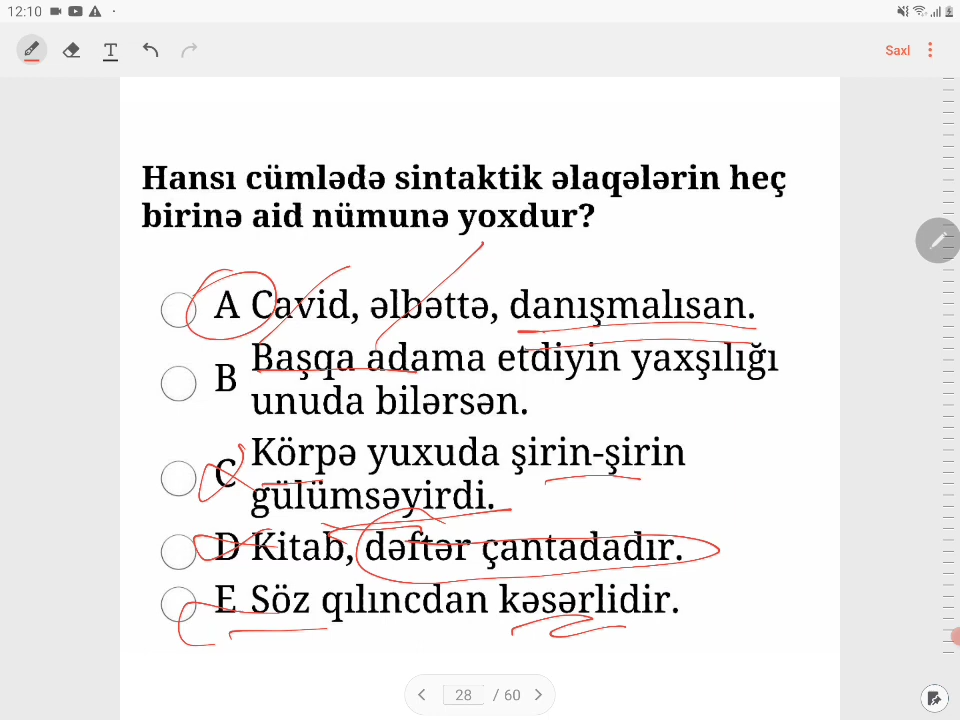 12:10
T
Saxl
Hansı cümlədə sintaktik əlaqələrin heç
birinə aid nümunə yoxdur?
A Cavid, əlbəttə, danışmalısan.
B Başqa adama etdiyin yaxşılığı
unuda bilərsən.
C Körpə yuxuda şirin-şirin
gülümsəyirdi.
D Kitab, dəftər çantadadır.
E Söz qılıncdan kəsərlidir.
28 / 60